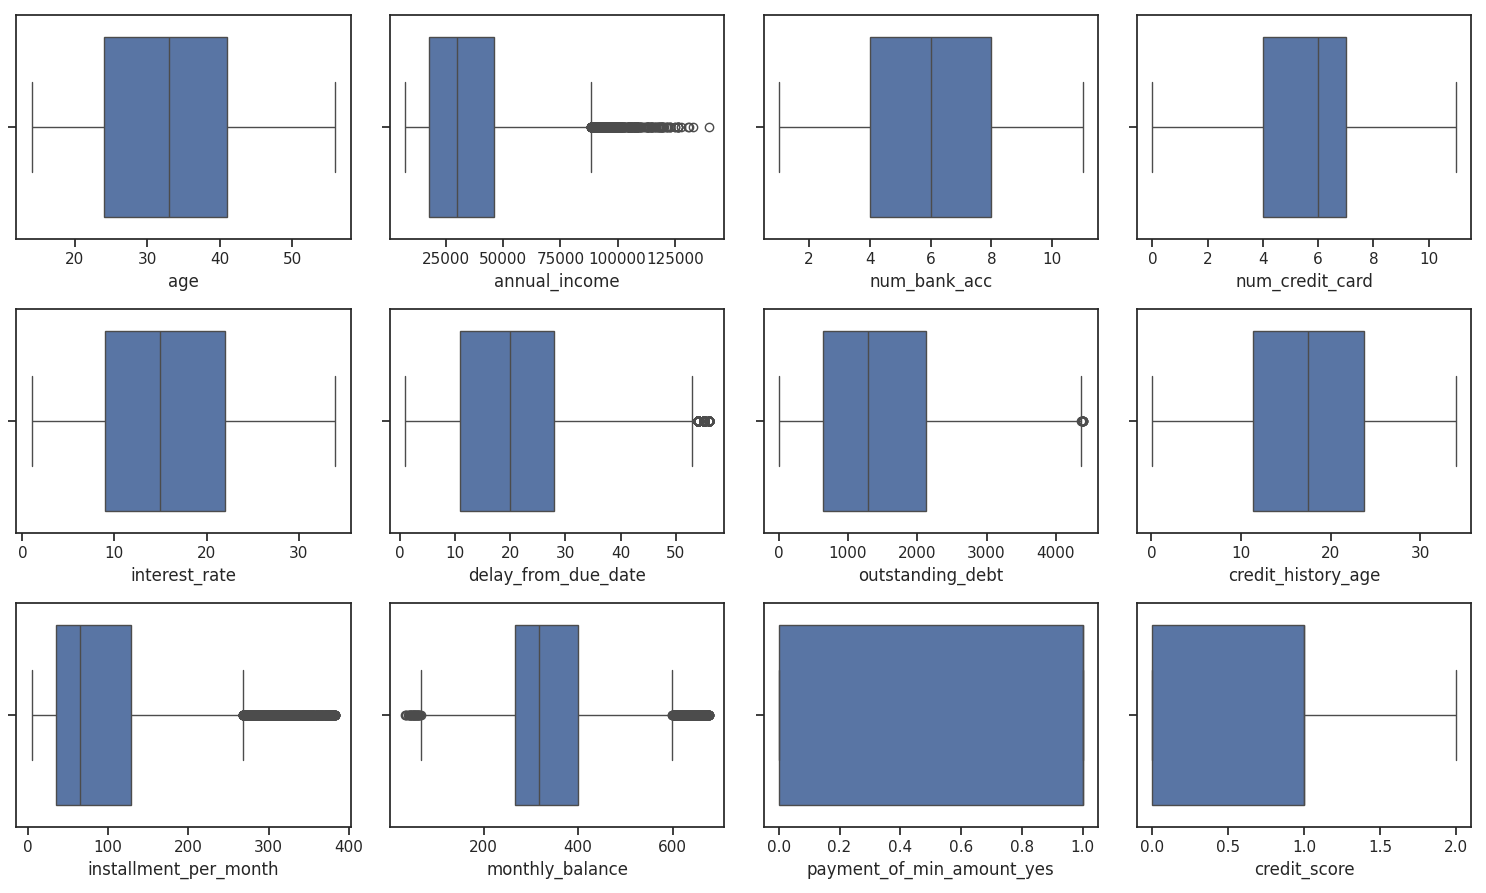 20 30 40 50
age
25000 50000 75000 100000 125000
annual_income
2 4 6 8 10
num_bank_acc
0 2 4 6 8 10
num_credit_card
0 10 20 30
interest_rate
0 10 20 30 40 50
delay_from_due_date
0 1000 2000 3000 4000
outstanding_debt
0 10 20 30
credit_history_age
0 100 200 300 400
installment_per_month
200 400 600
monthly_balance
0.0 0.2 0.4 0.6 0.8 1.0
payment_of_min_amount_yes
0.0 0.5 1.0 1.5 2.0
credit_score